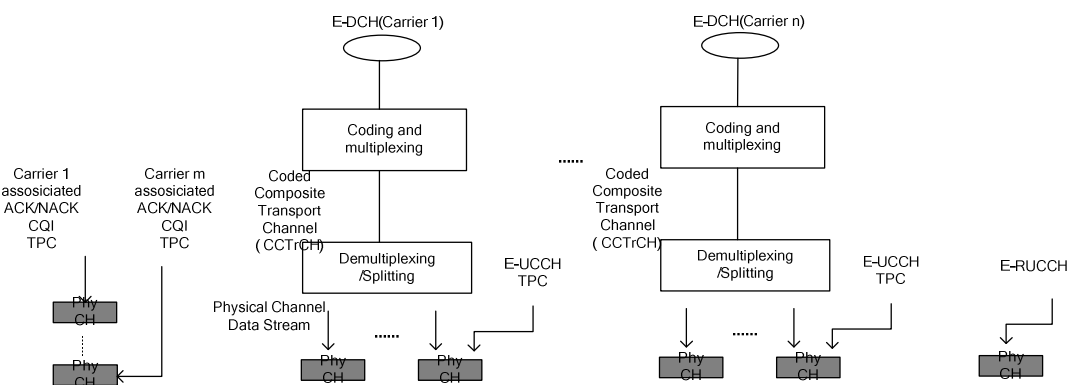 E-DCH(Carrier 1)
E-DCH(Carrier n)
Coding and
multiplexing
Coding and
multiplexing
......
Carrier 1
assosiciated
ACK/NACK
CQI
TPC
Carrier m
assosiciated
ACK/NACK
CQI
TPC
Coded
Composite
Transport
Channel
( CCTrCH)
Coded
Composite
Transport
Channel
( CCTrCH)
Demultiplexing
/Splitting
E-UCCH
TPC
Demultiplexing
/Splitting
E-UCCH
TPC
E-RUCCH
Physical Channel
Data Stream
......
......
Phy
CH
Phy
CH
Phy
CH
Phy
CH
Phy
CH
Phy
CH
Phy
CH